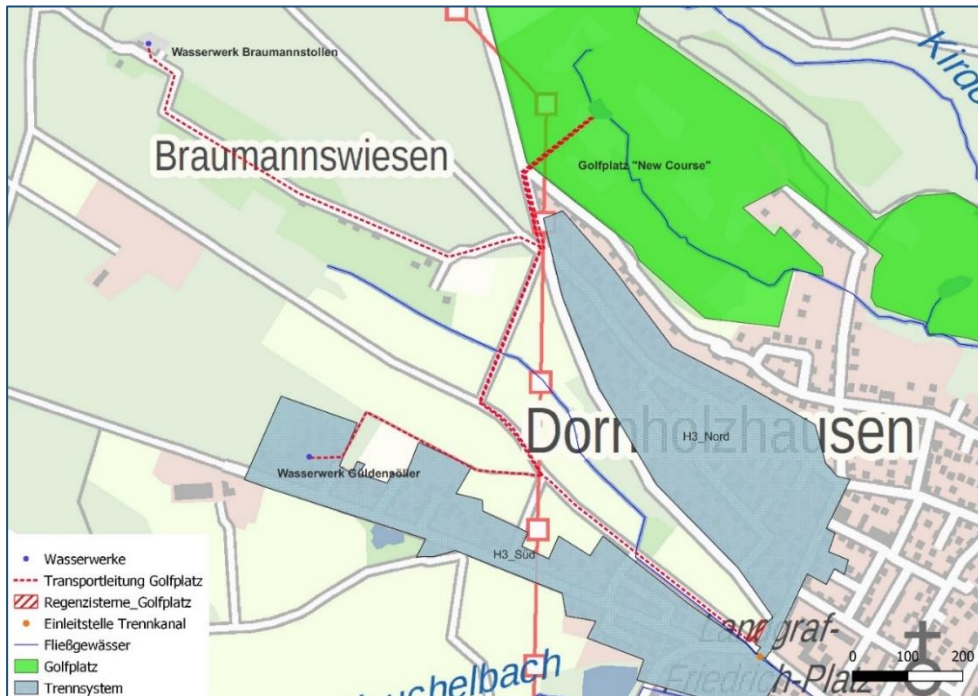 Wasserwerk Braumannstollen
Braumannswiesen
Golfplatz "New Course"
Dornholzhausen
H3_Nord
Wasserwerk Güldensöller
H3_Süd
Landgraf-
Friedrich-Platz
Wasserwerke
Transportleitung Golfplatz
Regenzisterne_Golfplatz
Einleitstelle Trennkanal
Fließgewässer
Golfplatz
Trennsystem
0 100 200